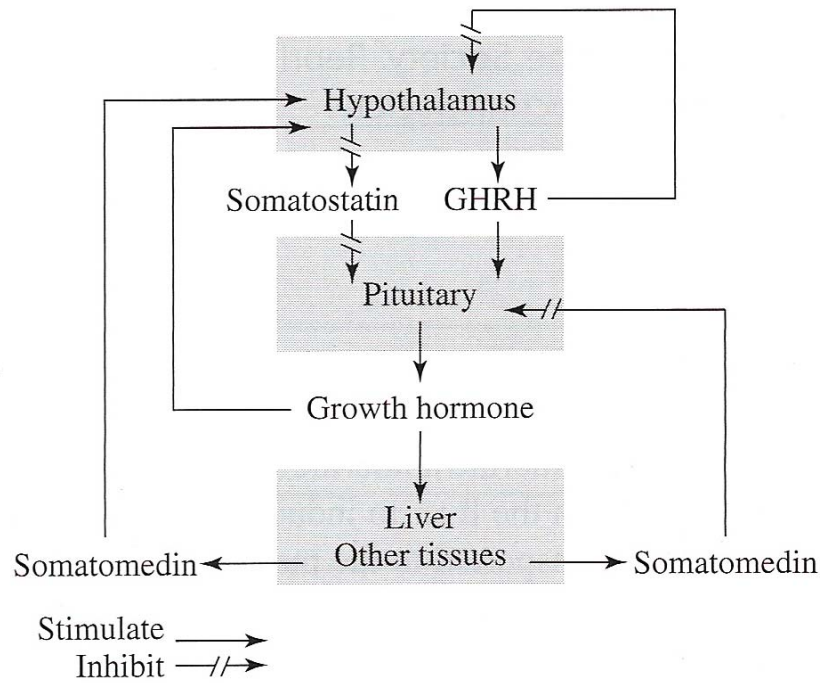 Hypothalamus
Somatostatin GHRH
Pituitary
Growth hormone
Liver
Other tissues
Somatomedin
Somatomedin
Stimulate
Inhibit